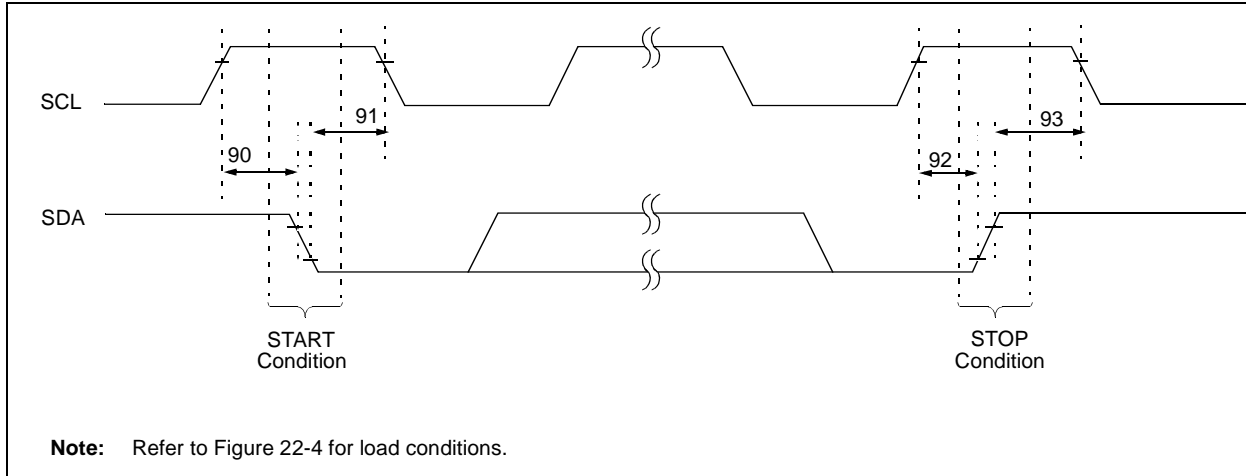 SCL
91
93
90
92
SDA
START
Condition
STOP
Condition
Note: Refer to Figure 22-4 for load conditions.